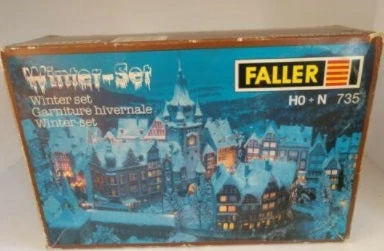 Winter-Set
Winter set
Garniture hivernale
Winter-set
FALLER
H0 + N 735